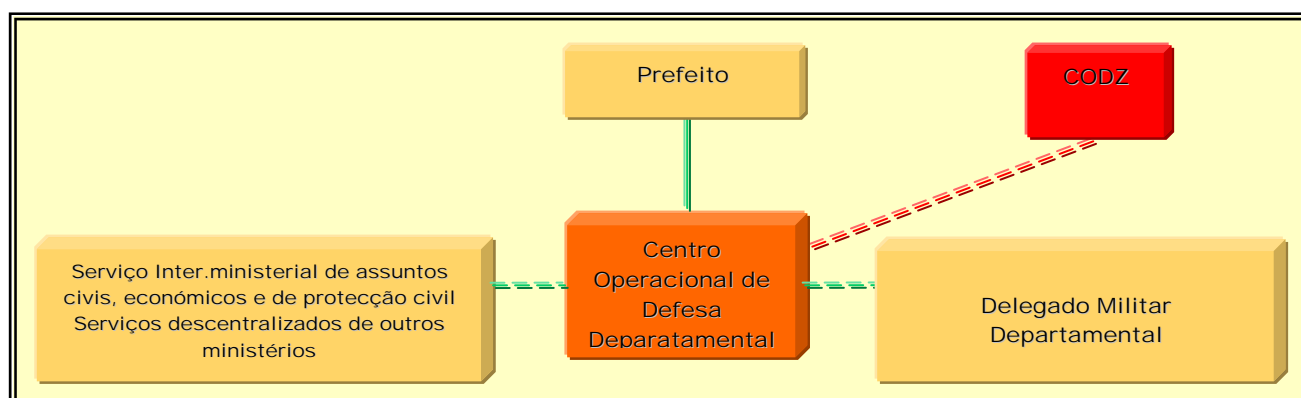 Prefeito
CODZ
Serviço Inter.ministerial de assuntos
civis, económicos e de protecção civil
Serviços descentralizados de outros
ministérios
Centro
Operacional de
Defesa
Deparatamental
Delegado Militar
Departamental